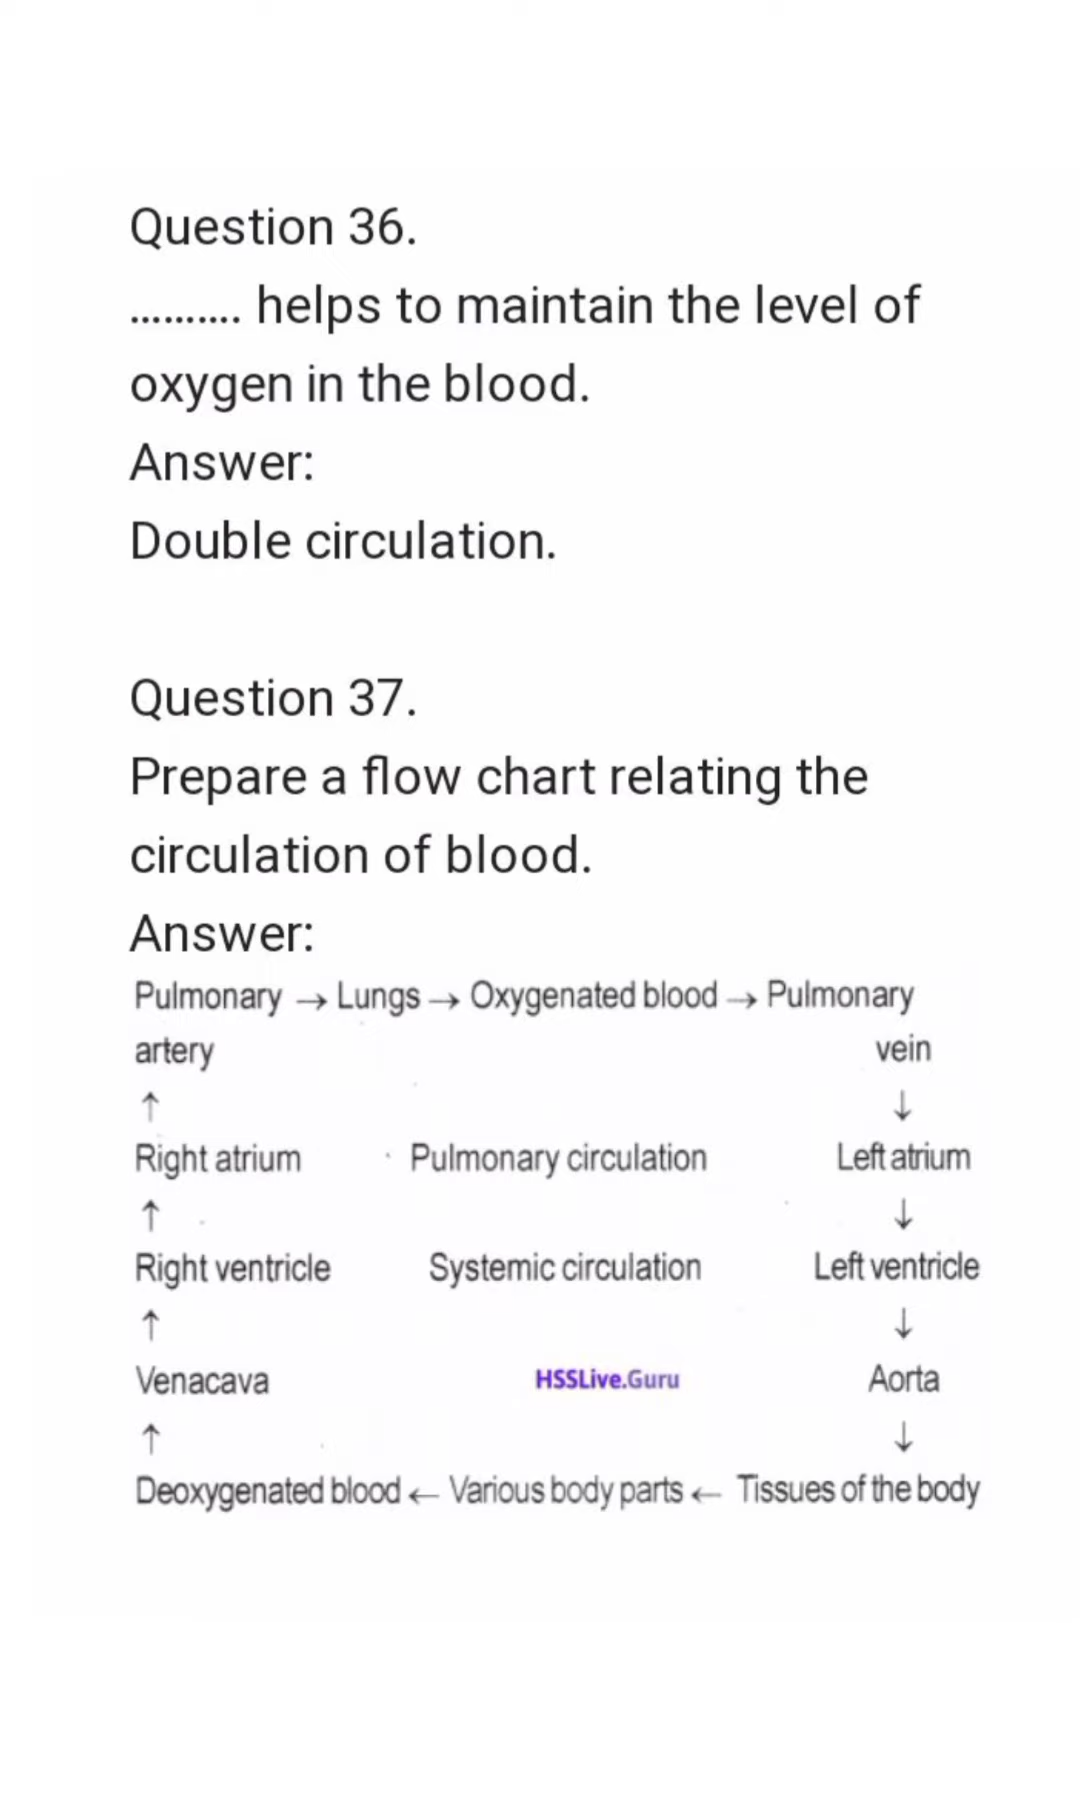 Question 36.
.......... helps to maintain the level of
oxygen in the blood.
Answer:
Double circulation.
Question 37.
Prepare a flow chart relating the
circulation of blood.
Answer:
Pulmonary → Lungs → Oxygenated blood → Pulmonary
artery vein
↑ ↓
Right atrium Pulmonary circulation Left atrium
↑ ↓
Right ventricle Systemic circulation Left ventricle
↑ ↓
Venacava HSSLive.Guru Aorta
↑ ↓
Deoxygenated blood ← Various body parts ← Tissues of the body